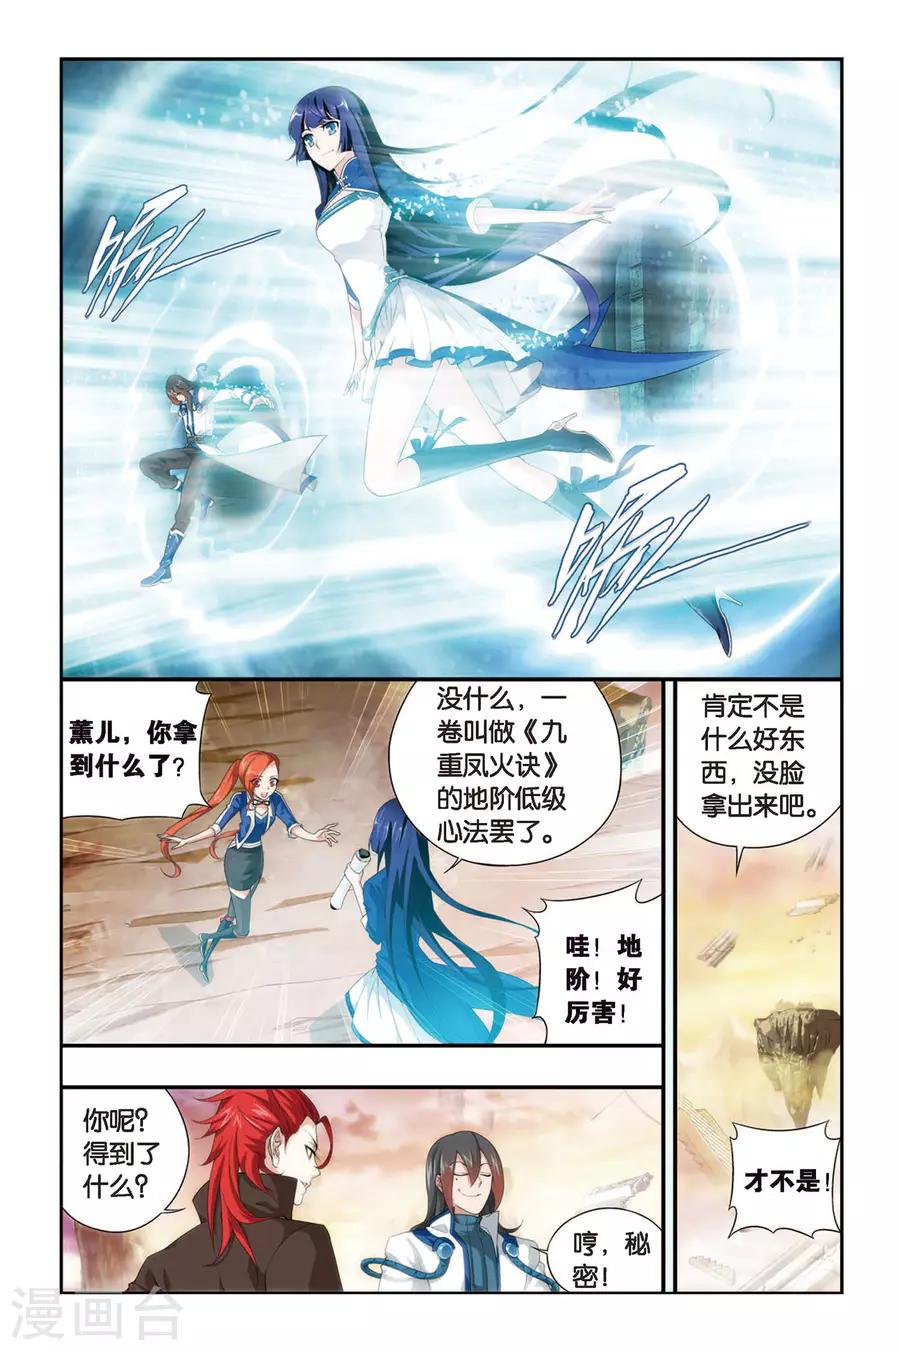 唰
唰
薰儿，你拿
到什么了？
没什么，一
卷叫做《九
重凤火诀》
的地阶低级
心法罢了。
哇！地
阶！好
厉害！
你呢？
得到了
什么？
哼，秘
密！
肯定不是
什么好东
西，没脸
拿出来吧。
才不是！
漫画台